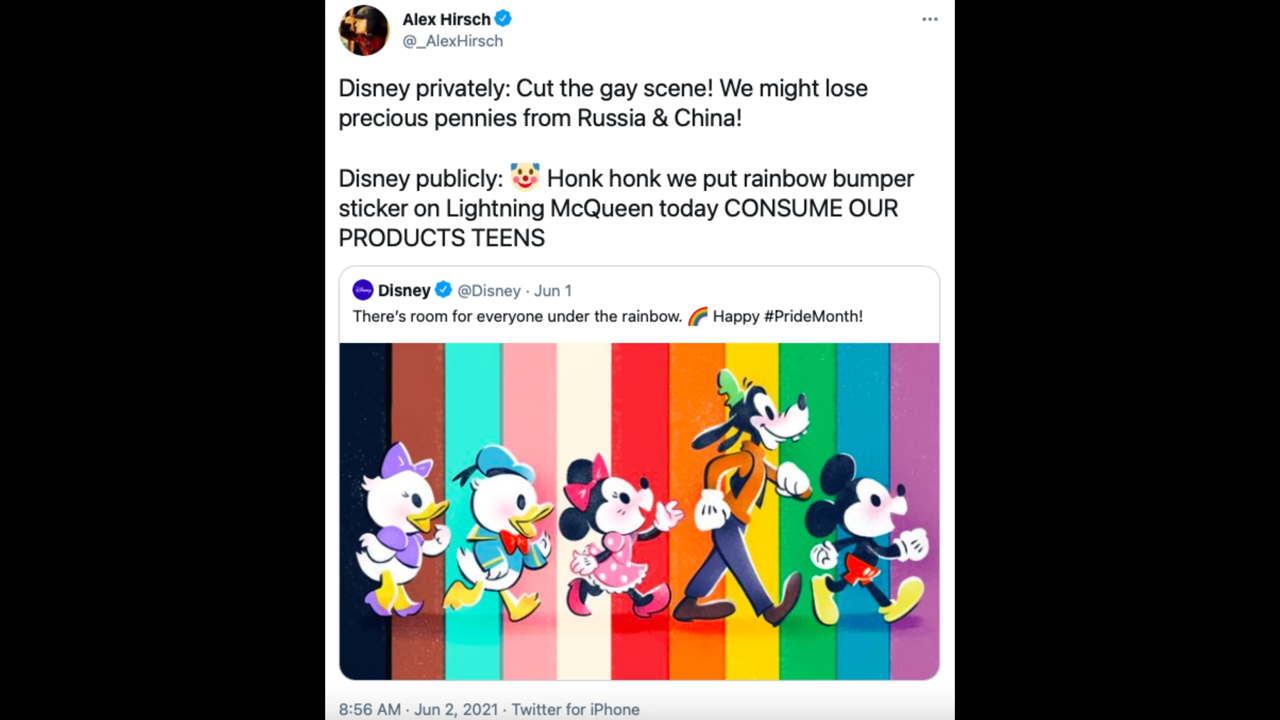 Alex Hirsch
@_AlexHirsch
Disney privately: Cut the gay scene! We might lose
precious pennies from Russia & China!
Disney publicly: 🤡 Honk honk we put rainbow bumper
sticker on Lightning McQueen today CONSUME OUR
PRODUCTS TEENS
Disney @Disney · Jun 1
There's room for everyone under the rainbow. 🌈 Happy #PrideMonth!
8:56 AM · Jun 2, 2021 · Twitter for iPhone